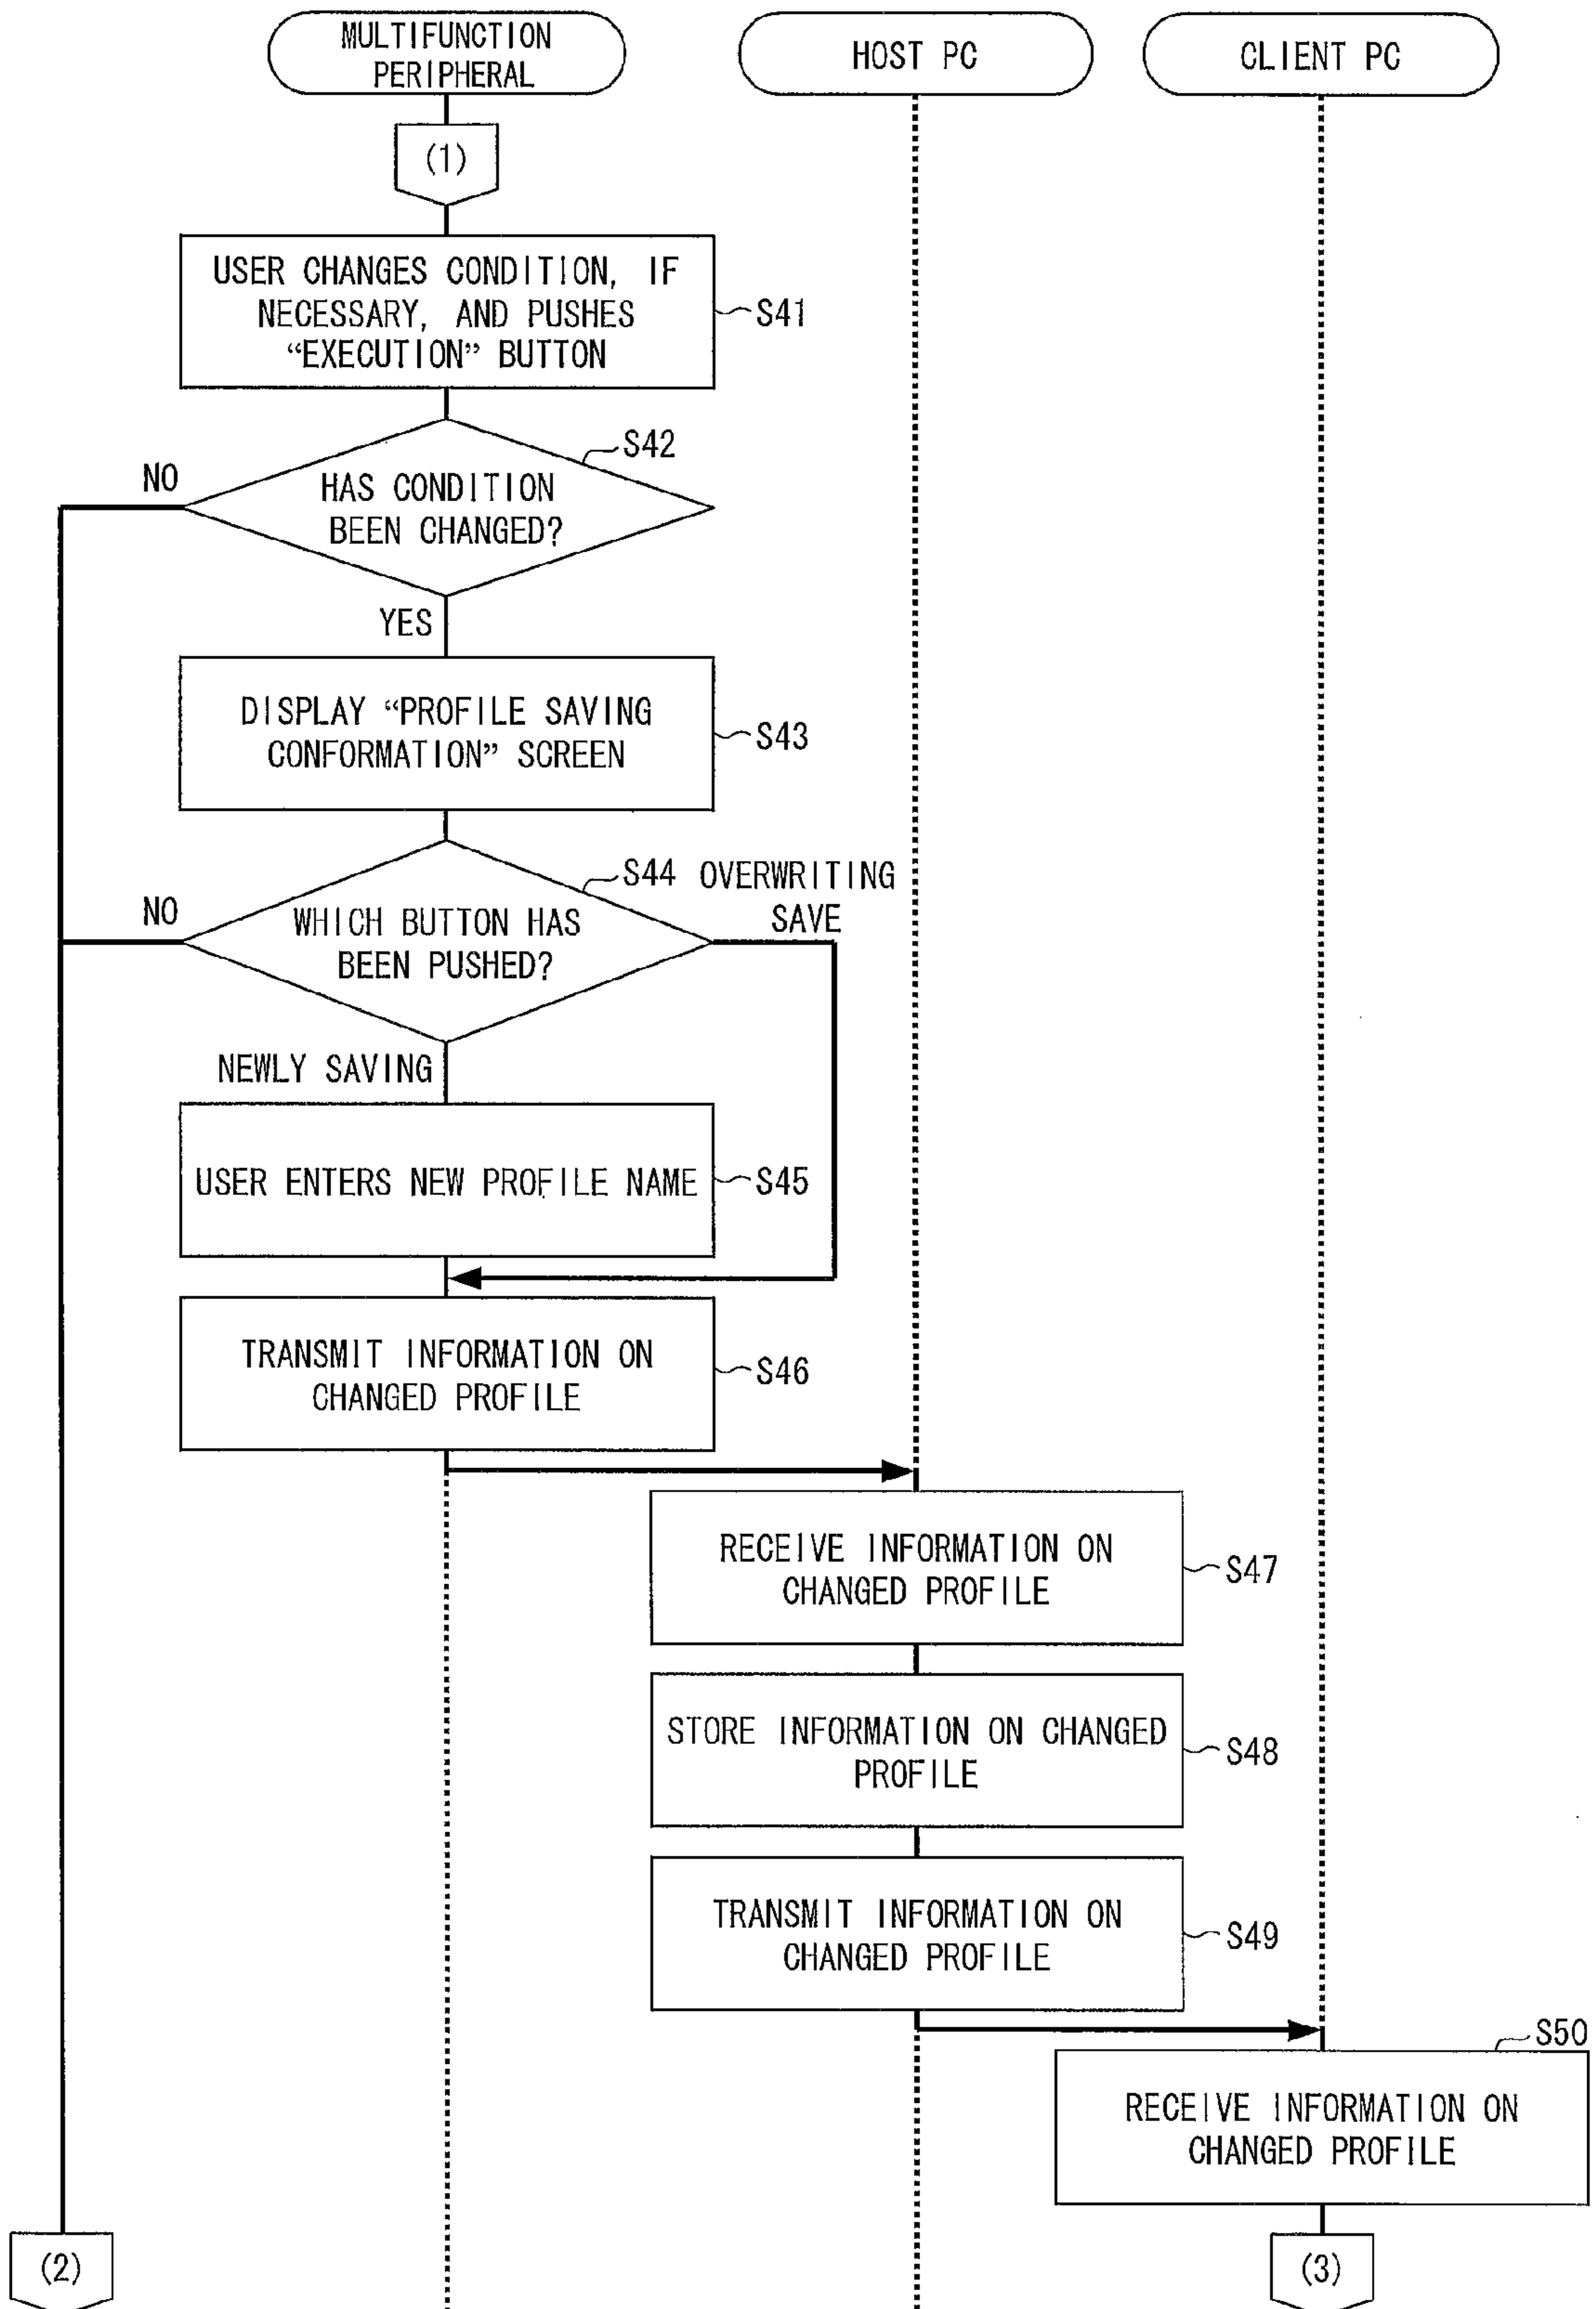 MULTIFUNCTION
PERIPHERAL
HOST PC
CLIENT PC
(1)
USER CHANGES CONDITION, IF
NECESSARY, AND PUSHES
“EXECUTION” BUTTON
S41
S42
NO
HAS CONDITION
BEEN CHANGED?
YES
DISPLAY “PROFILE SAVING
CONFORMATION” SCREEN
S43
S44
OVERWRITING
SAVE
NO
WHICH BUTTON HAS
BEEN PUSHED?
NEWLY SAVING
USER ENTERS NEW PROFILE NAME
S45
TRANSMIT INFORMATION ON
CHANGED PROFILE
S46
RECEIVE INFORMATION ON
CHANGED PROFILE
S47
STORE INFORMATION ON CHANGED
PROFILE
S48
TRANSMIT INFORMATION ON
CHANGED PROFILE
S49
S50
RECEIVE INFORMATION ON
CHANGED PROFILE
(2)
(3)